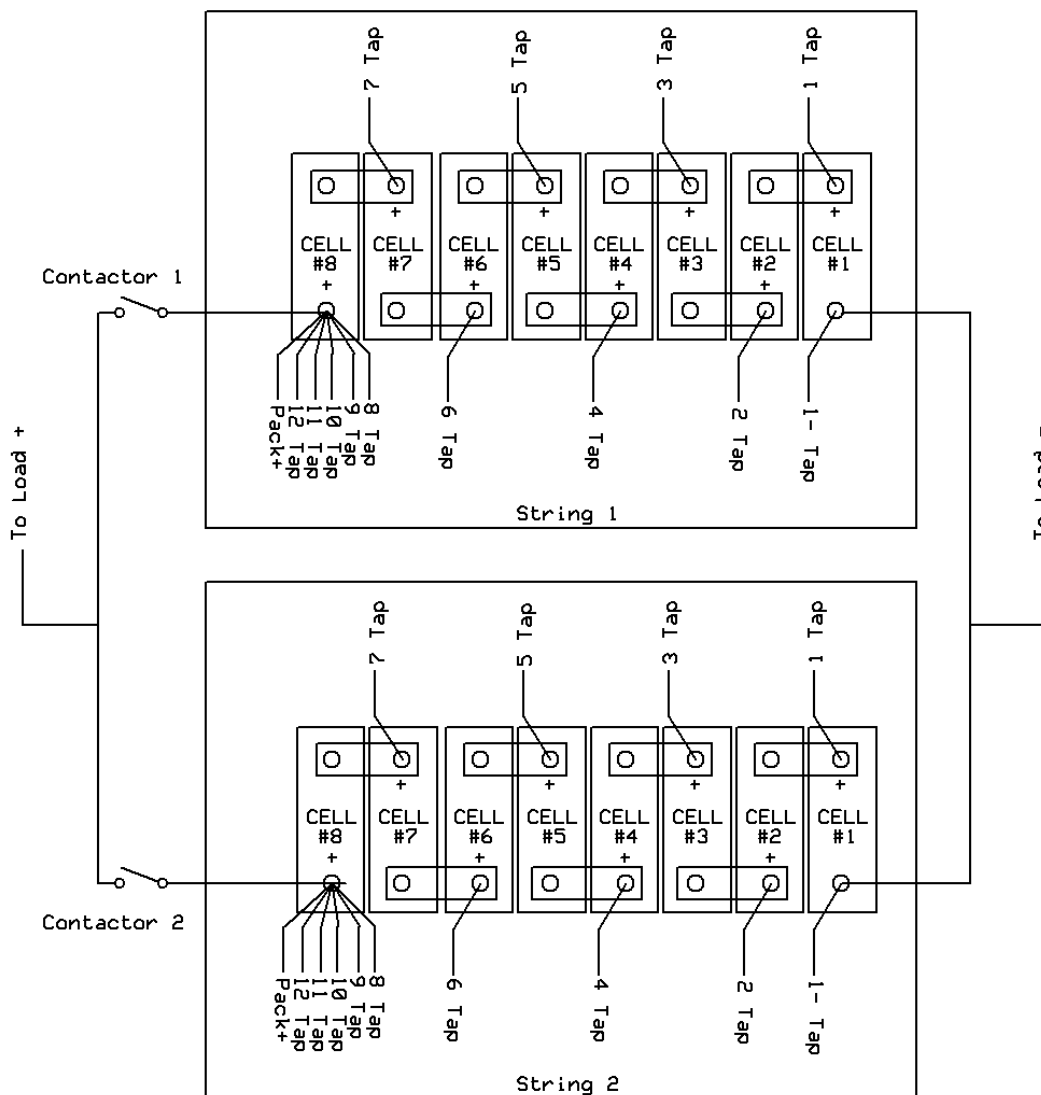 7 Tap
5 Tap
3 Tap
1 Tap
+
+
+
+
CELL #8
CELL #7
CELL #6
CELL #5
CELL #4
CELL #3
CELL #2
CELL #1
+
+
+
+
Contactor 1
Pack+
12 Tap
11 Tap
10 Tap
9 Tap
8 Tap
6 Tap
4 Tap
2 Tap
1- Tap
String 1
To Load +
To Load -
7 Tap
5 Tap
3 Tap
1 Tap
+
+
+
+
CELL #8
CELL #7
CELL #6
CELL #5
CELL #4
CELL #3
CELL #2
CELL #1
+
+
+
+
Contactor 2
Pack+
12 Tap
11 Tap
10 Tap
9 Tap
8 Tap
6 Tap
4 Tap
2 Tap
1- Tap
String 2